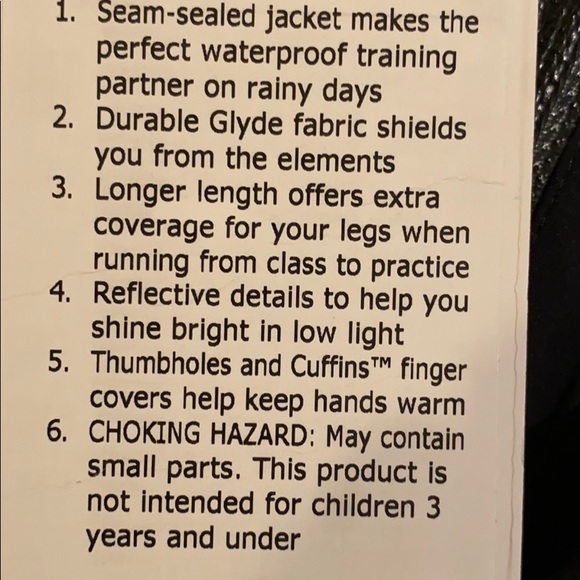 1. Seam-sealed jacket makes the
perfect waterproof training
partner on rainy days
2. Durable Glyde fabric shields
you from the elements
3. Longer length offers extra
coverage for your legs when
running from class to practice
4. Reflective details to help you
shine bright in low light
5. Thumbholes and Cuffins™ finger
covers help keep hands warm
6. CHOKING HAZARD: May contain
small parts. This product is
not intended for children 3
years and under